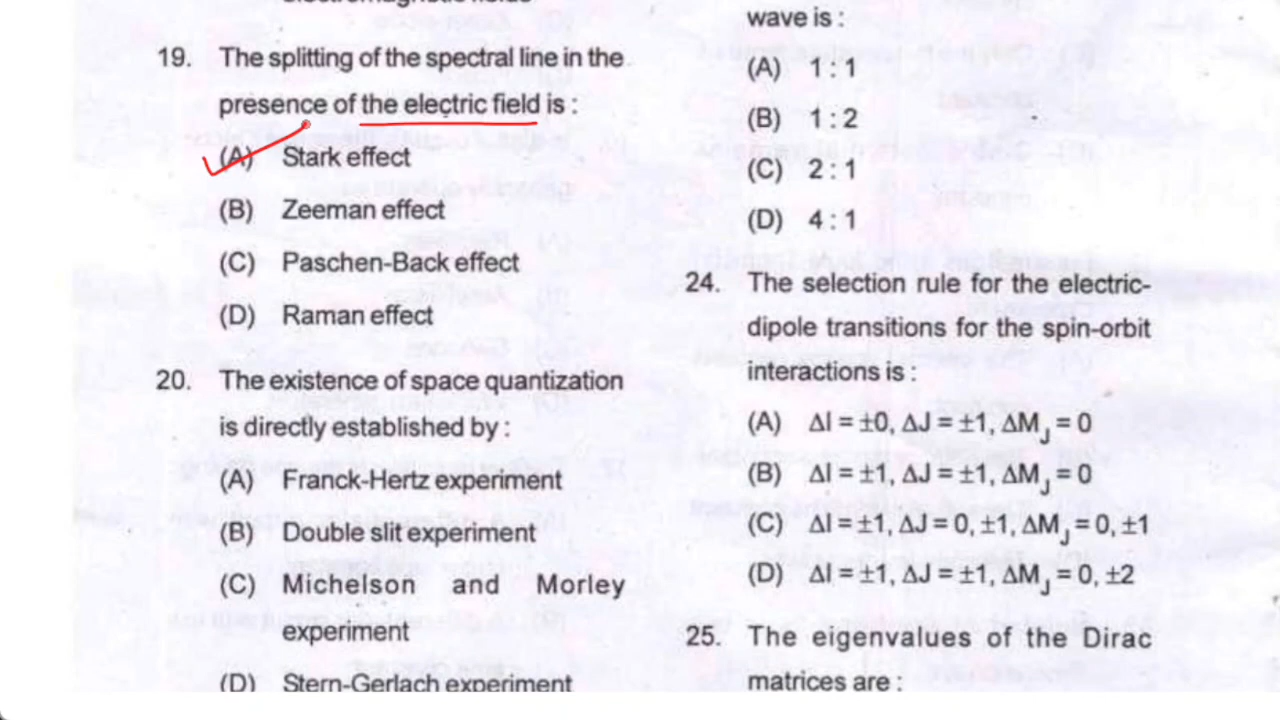 19. The splitting of the spectral line in the
presence of the electric field is :
(A) Stark effect
(B) Zeeman effect
(C) Paschen-Back effect
(D) Raman effect
20. The existence of space quantization
is directly established by :
(A) Franck-Hertz experiment
(B) Double slit experiment
(C) Michelson and Morley
experiment
(D) Stern-Gerlach experiment
wave is :
(A) 1 : 1
(B) 1 : 2
(C) 2 : 1
(D) 4 : 1
24. The selection rule for the electric-
dipole transitions for the spin-orbit
interactions is :
(A) Δl = ±0, ΔJ = ±1, ΔM_J = 0
(B) Δl = ±1, ΔJ = ±1, ΔM_J = 0
(C) Δl = ±1, ΔJ = 0, ±1, ΔM_J = 0, ±1
(D) Δl = ±1, ΔJ = ±1, ΔM_J = 0, ±2
25. The eigenvalues of the Dirac
matrices are :